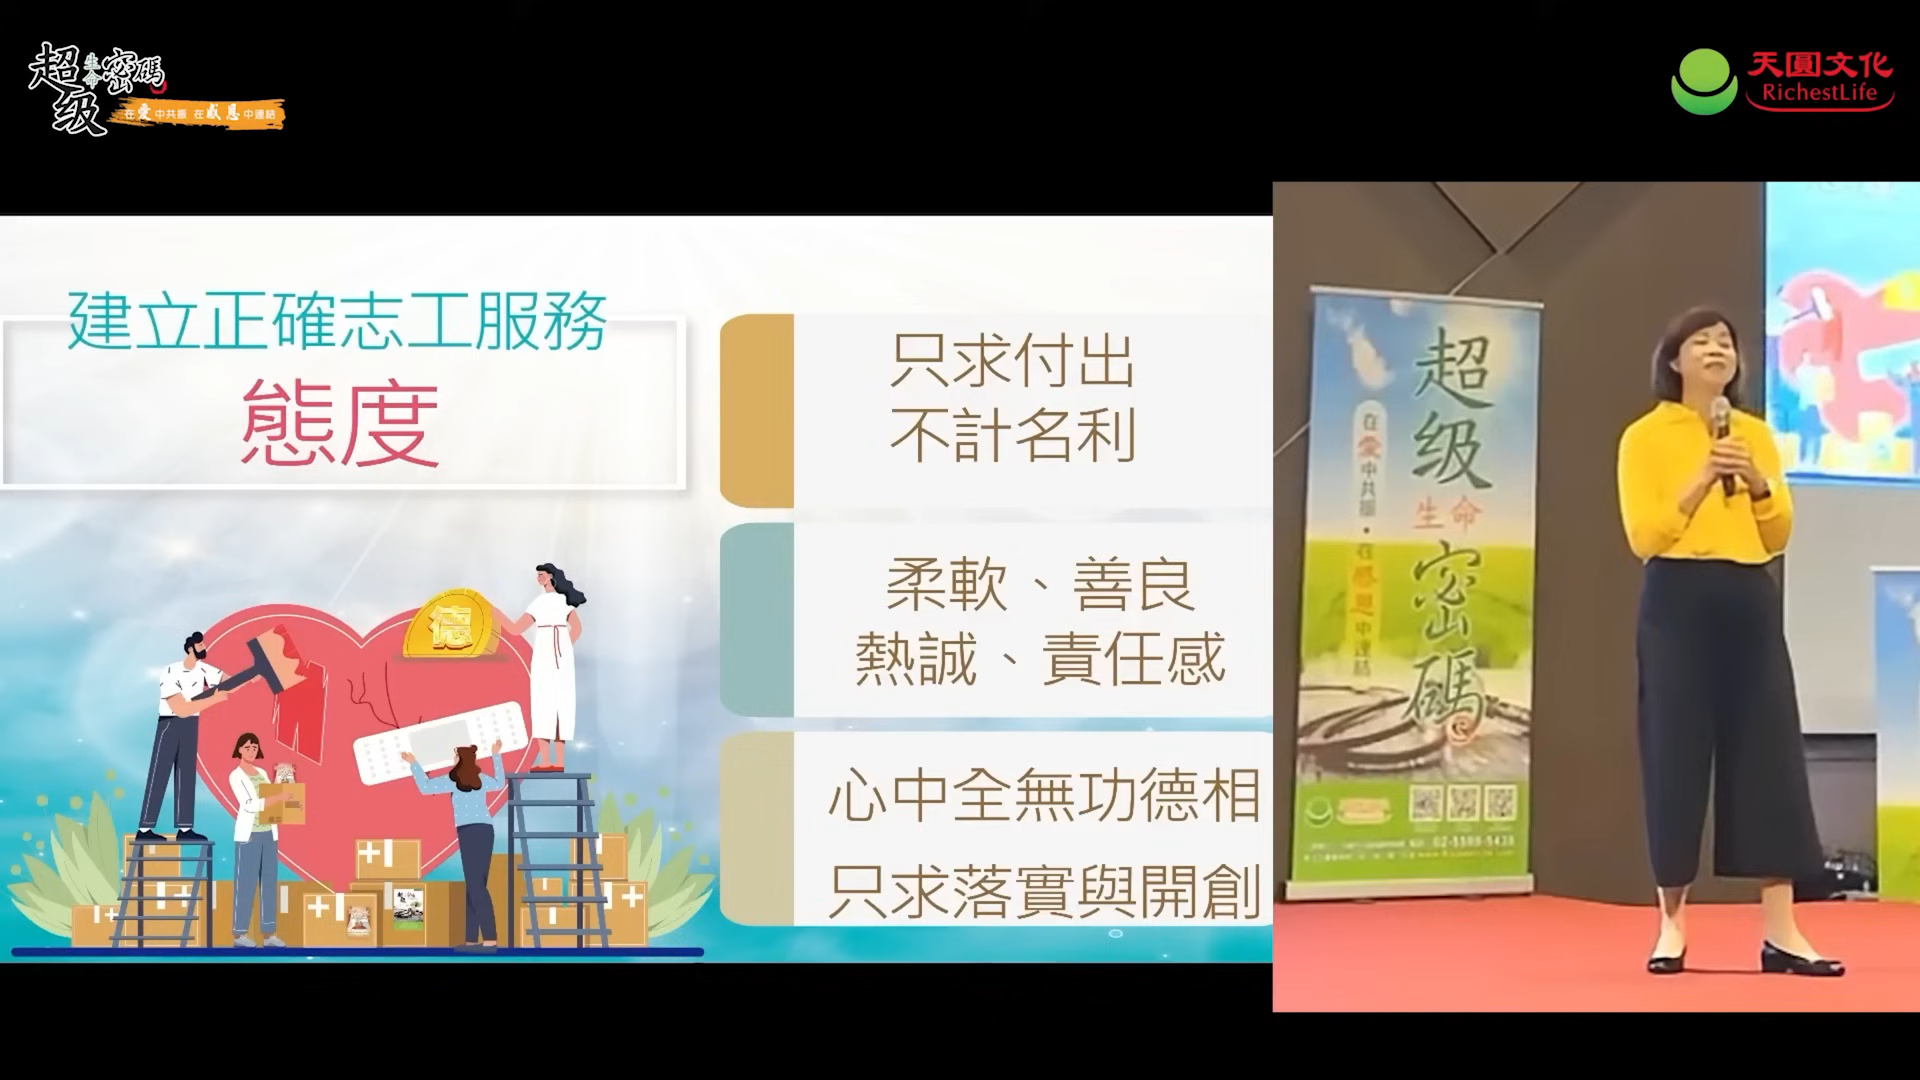 超级生命密碼
在愛中共振 在感恩中連結
天圓文化
RichestLife
建立正確志工服務
態度
只求付出
不計名利
柔軟、善良
熱誠、責任感
心中全無功德相
只求落實與開創
德
超级生命密碼
在愛中共振・在感恩中連結